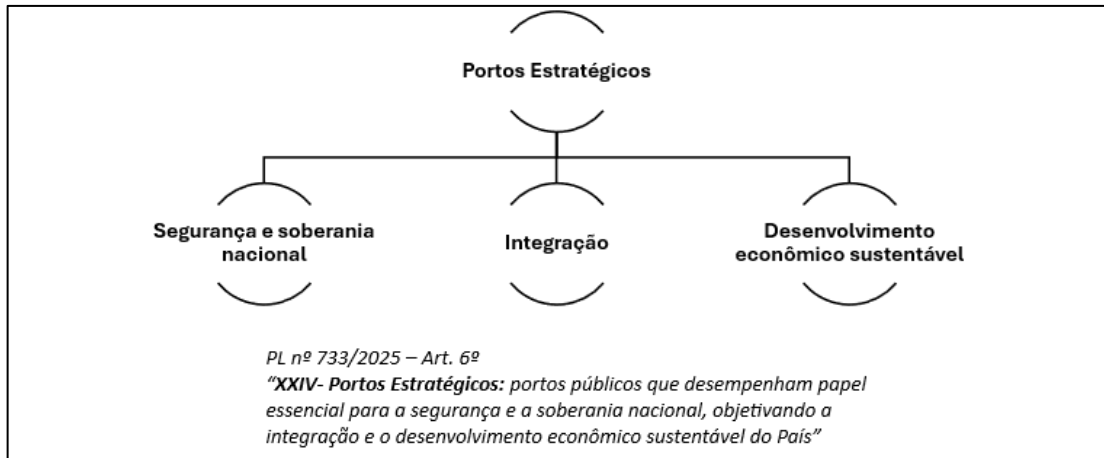 Portos Estratégicos
Segurança e soberania
nacional
Integração
Desenvolvimento
econômico sustentável
PL nº 733/2025 – Art. 6º
“XXIV- Portos Estratégicos: portos públicos que desempenham papel
essencial para a segurança e a soberania nacional, objetivando a
integração e o desenvolvimento econômico sustentável do País”